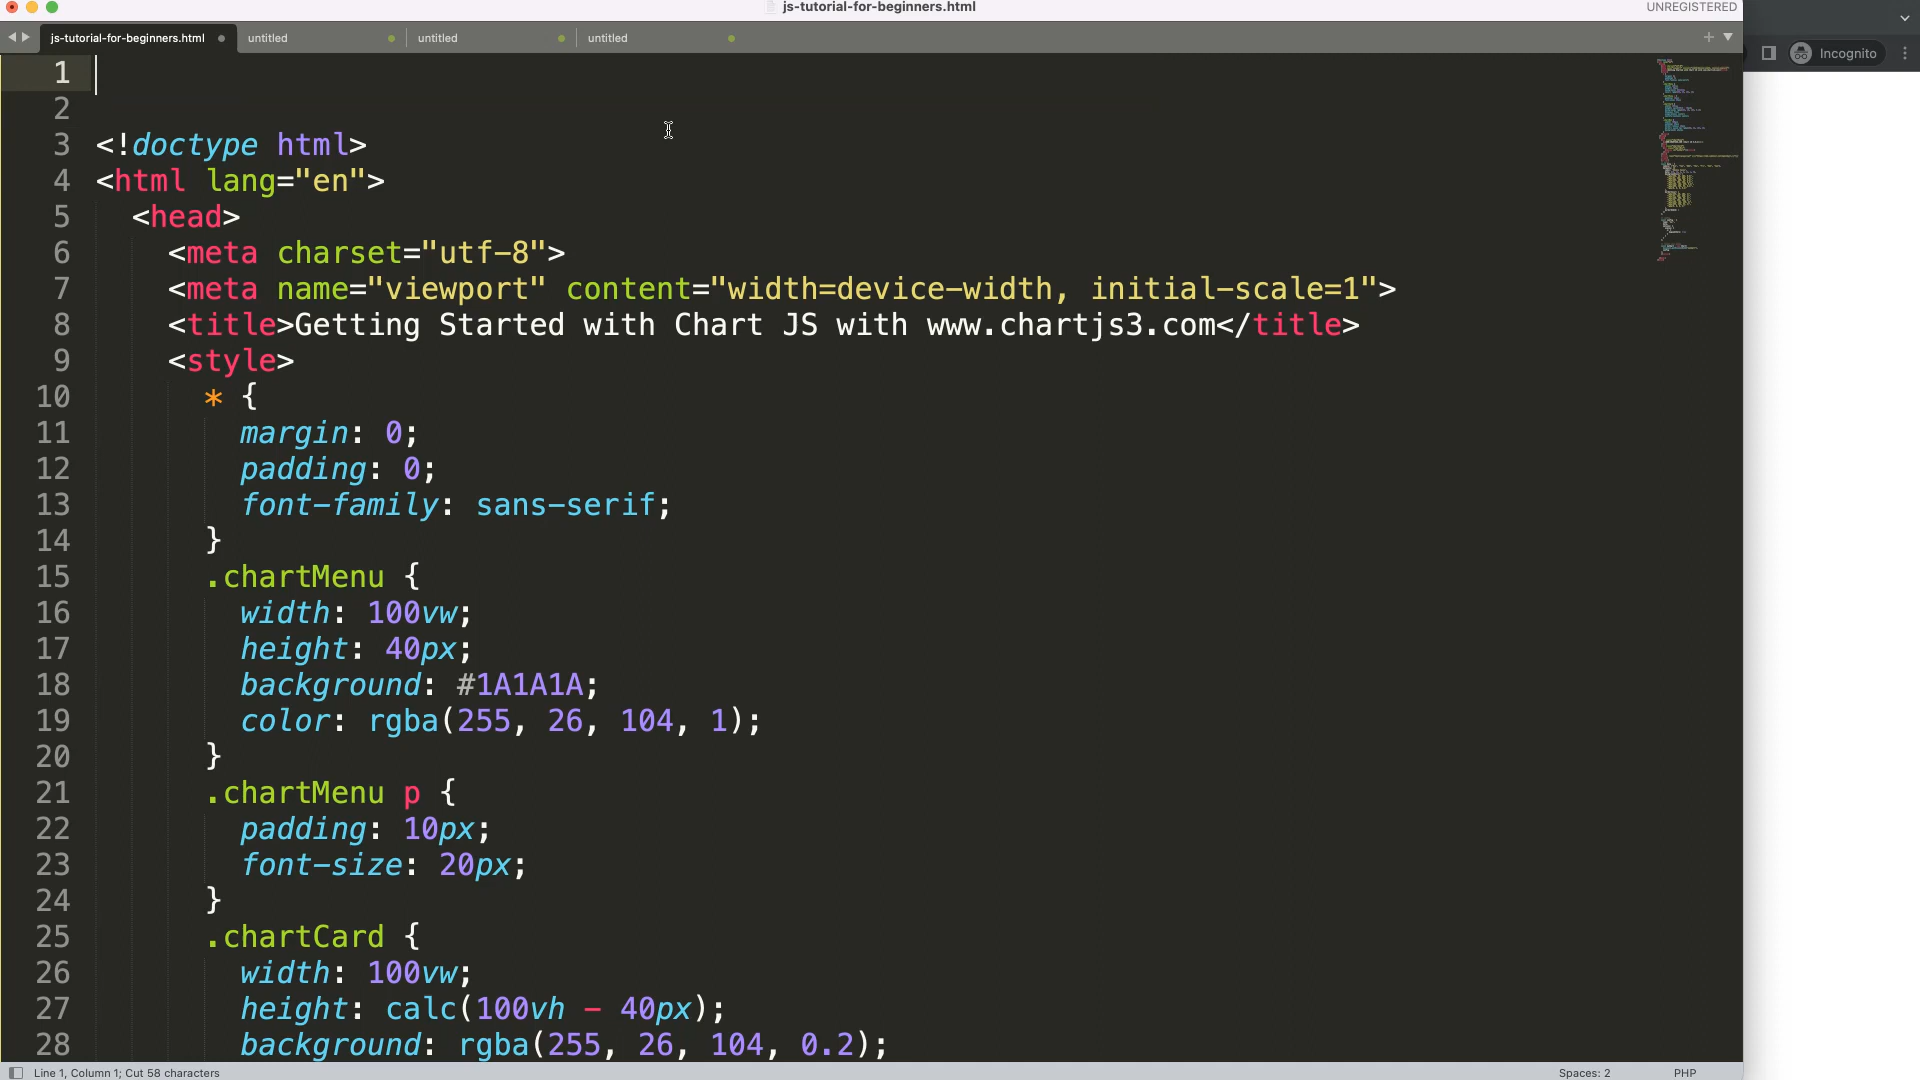 js-tutorial-for-beginners.html
UNREGISTERED
js-tutorial-for-beginners.html
untitled
untitled
untitled
Incognito
1
2
3 <!doctype html>
4 <html lang="en">
5 <head>
6 <meta charset="utf-8">
7 <meta name="viewport" content="width=device-width, initial-scale=1">
8 <title>Getting Started with Chart JS with www.chartjs3.com</title>
9 <style>
10 * {
11 margin: 0;
12 padding: 0;
13 font-family: sans-serif;
14 }
15 .chartMenu {
16 width: 100vw;
17 height: 40px;
18 background: #1A1A1A;
19 color: rgba(255, 26, 104, 1);
20 }
21 .chartMenu p {
22 padding: 10px;
23 font-size: 20px;
24 }
25 .chartCard {
26 width: 100vw;
27 height: calc(100vh - 40px);
28 background: rgba(255, 26, 104, 0.2);
Line 1, Column 1; Cut 58 characters
Spaces: 2
PHP